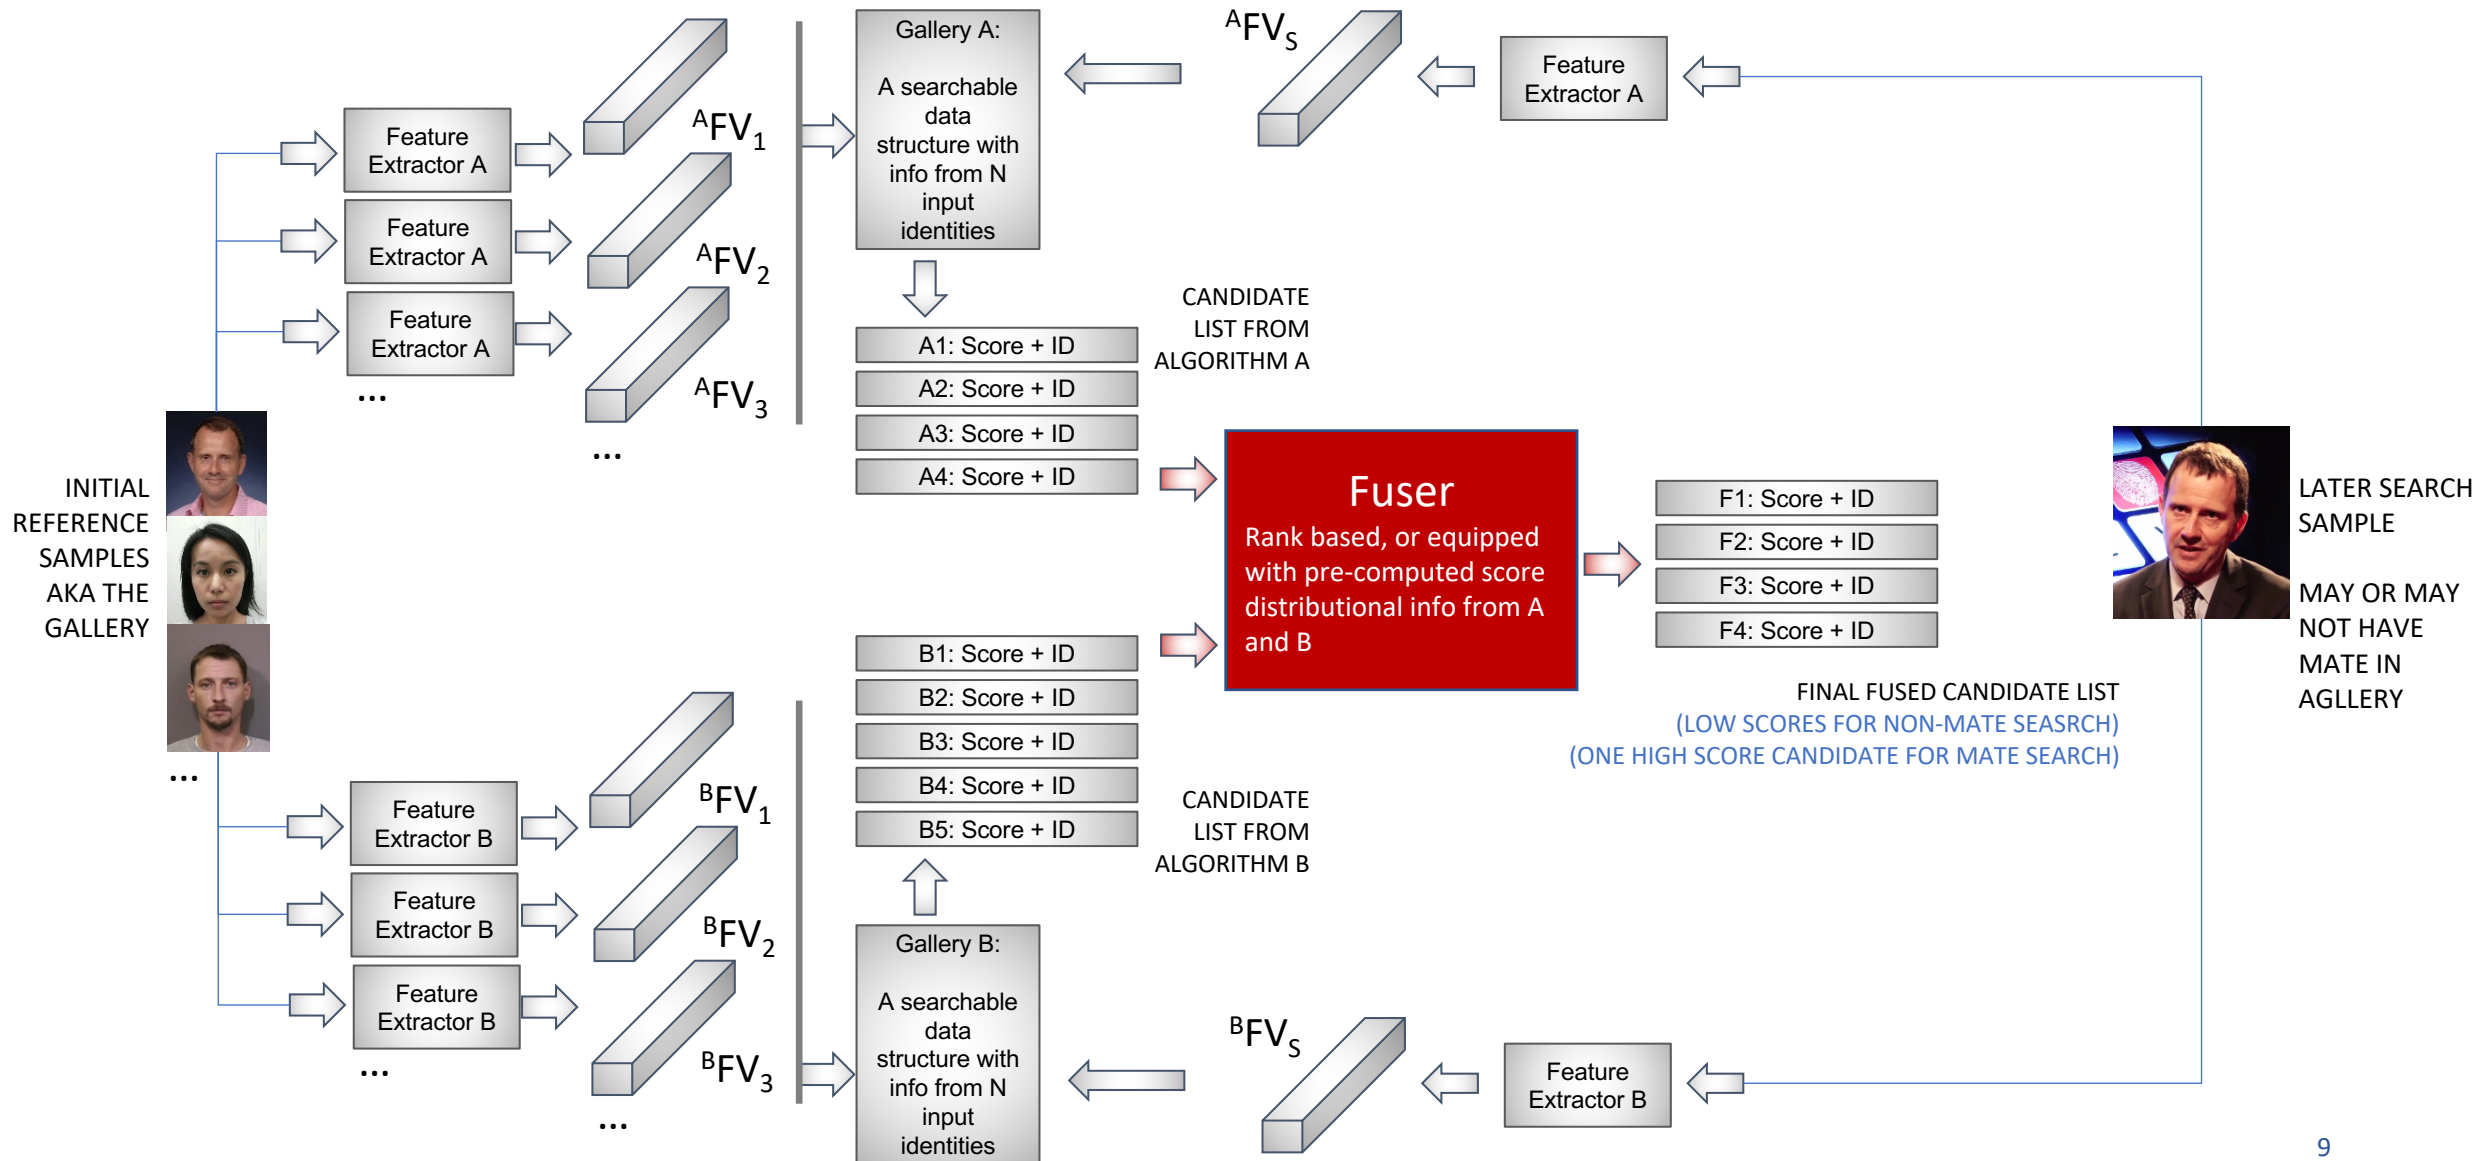 INITIAL
REFERENCE
SAMPLES
AKA THE
GALLERY
...
Feature
Extractor A
Feature
Extractor A
Feature
Extractor A
...
AFV1
AFV2
AFV3
...
Gallery A:
A searchable
data
structure with
info from N
input
identities
AFVS
Feature
Extractor A
CANDIDATE
LIST FROM
ALGORITHM A
A1: Score + ID
A2: Score + ID
A3: Score + ID
A4: Score + ID
Fuser
Rank based, or equipped
with pre-computed score
distributional info from A
and B
F1: Score + ID
F2: Score + ID
F3: Score + ID
F4: Score + ID
FINAL FUSED CANDIDATE LIST
(LOW SCORES FOR NON-MATE SEASRCH)
(ONE HIGH SCORE CANDIDATE FOR MATE SEARCH)
LATER SEARCH
SAMPLE
MAY OR MAY
NOT HAVE
MATE IN
AGLLERY
B1: Score + ID
B2: Score + ID
B3: Score + ID
B4: Score + ID
B5: Score + ID
CANDIDATE
LIST FROM
ALGORITHM B
Feature
Extractor B
Feature
Extractor B
Feature
Extractor B
...
BFV1
BFV2
BFV3
...
Gallery B:
A searchable
data
structure with
info from N
input
identities
BFVS
Feature
Extractor B
9